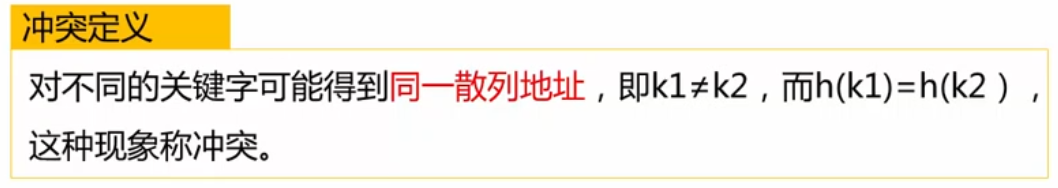 冲突定义
对不同的关键字可能得到同一散列地址，即k1≠k2，而h(k1)=h(k2），
这种现象称冲突。